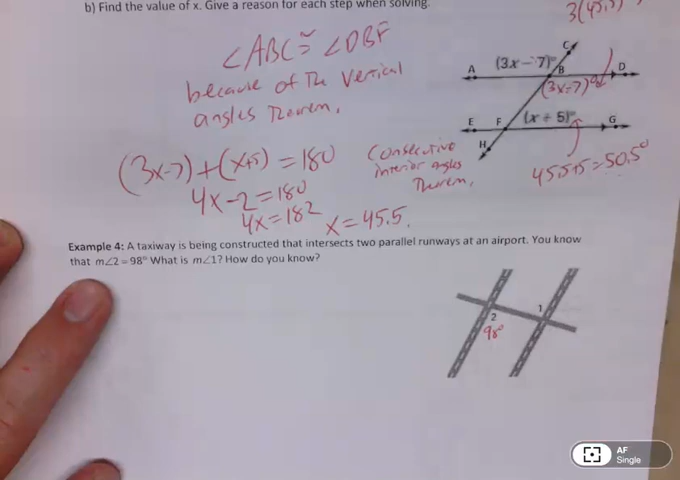 b) Find the value of x. Give a reason for each step when solving.
∠ABC ≅ ∠DBF
because of The Vertical
angles Theorem.
(3x-7)+(x+5) = 180
4x-2=180
4x=182
x=45.5.
Consecutive
interior angles
Theorem.
C
A
(3x - 7)°
B
D
(3x-7)°
E
F
(x + 5)°
G
H
45.5+5=50.5°
Example 4: A taxiway is being constructed that intersects two parallel runways at an airport. You know
that m∠2 = 98° What is m∠1? How do you know?
1
2
98°
AF
Single